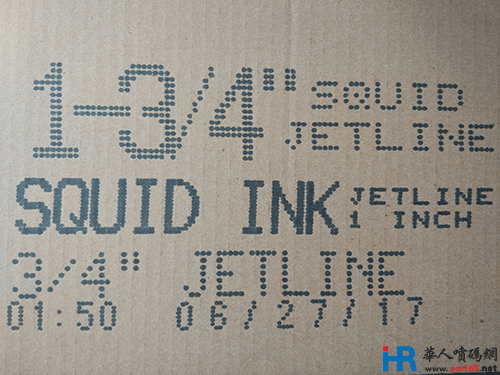 1-3/4" SQUID
JETLINE
SQUID INK JETLINE
1 INCH
3/4" JETLINE
01:50 06/27/17
HR 華人噴碼網